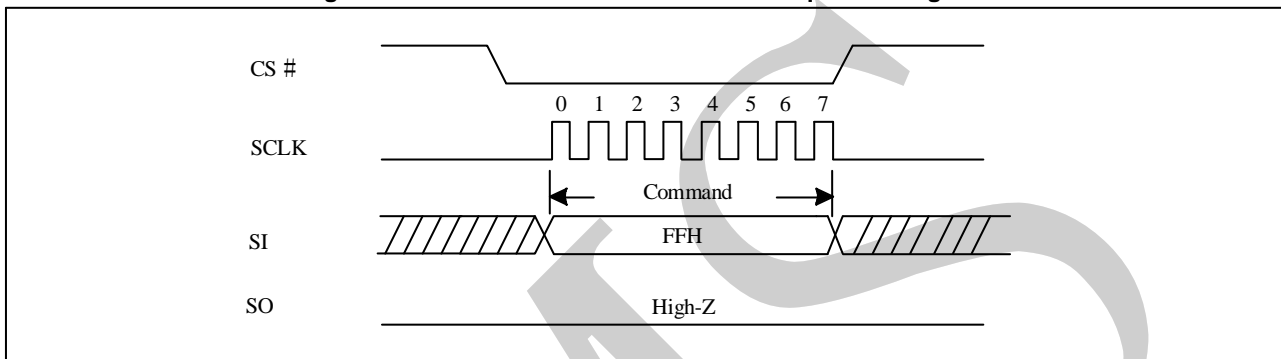 CS #
0 1 2 3 4 5 6 7
SCLK
Command
SI
FFH
SO
High-Z